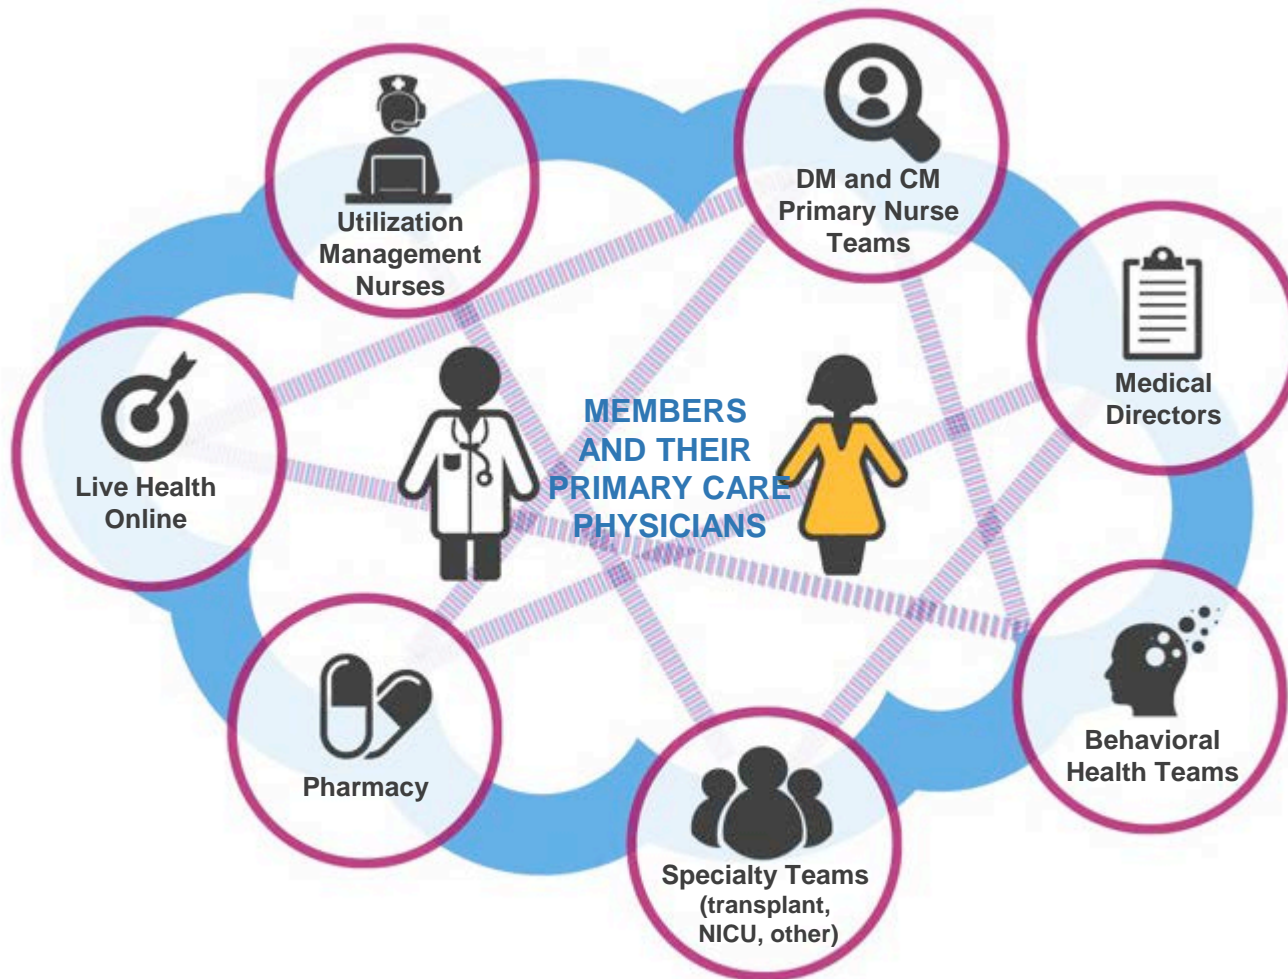 Utilization
Management
Nurses
DM and CM
Primary Nurse
Teams
Medical
Directors
Live Health
Online
MEMBERS
AND THEIR
PRIMARY CARE
PHYSICIANS
Behavioral
Health Teams
Pharmacy
Specialty Teams
(transplant,
NICU, other)